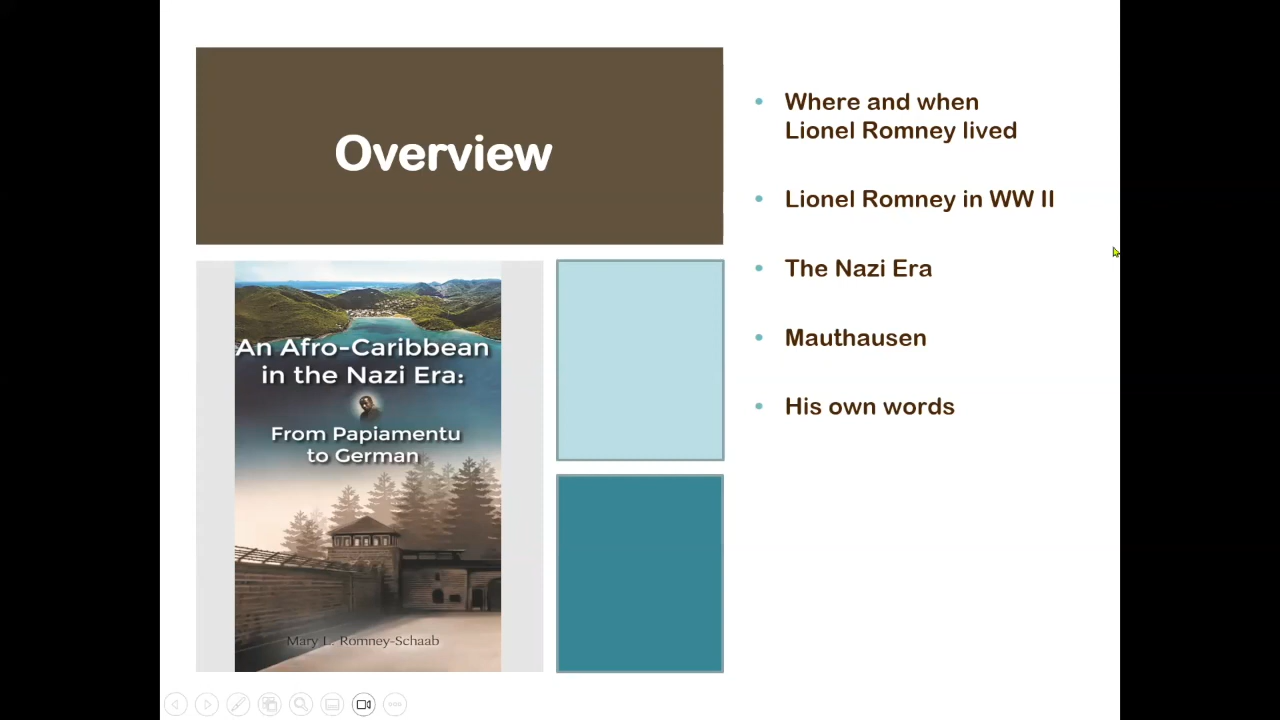 Overview
• Where and when
Lionel Romney lived
• Lionel Romney in WW II
• The Nazi Era
• Mauthausen
• His own words
An Afro-Caribbean
in the Nazi Era:
From Papiamentu
to German
Mary L. Romney-Schaab